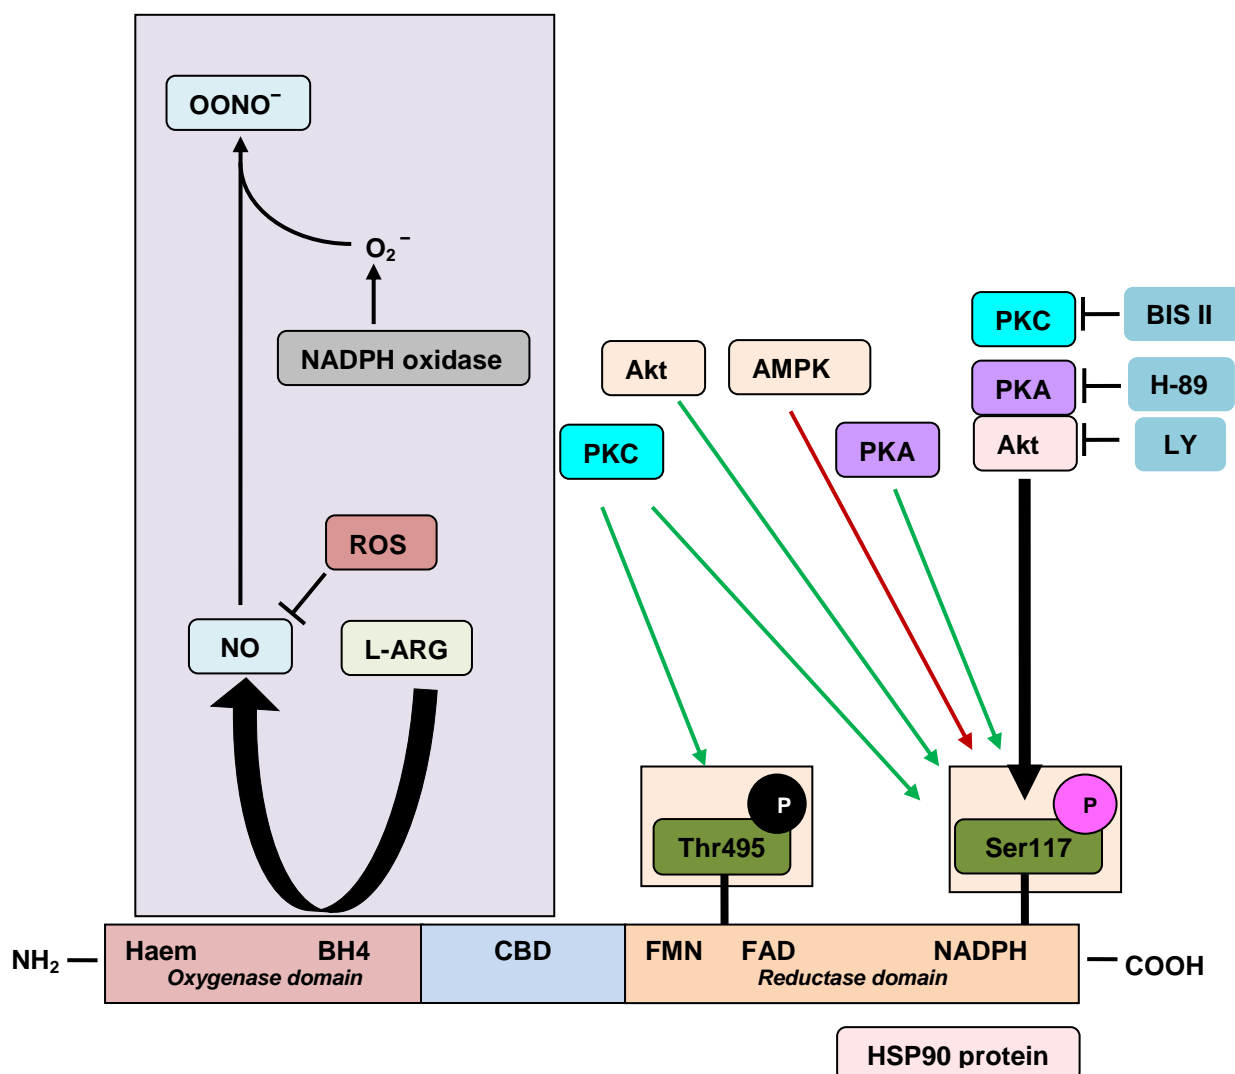 OONO⁻
O₂⁻
NADPH oxidase
PKC
BIS II
Akt
AMPK
PKA
H-89
PKC
PKA
Akt
LY
ROS
NO
L-ARG
P
P
Thr495
Ser117
NH₂
Haem
BH4
CBD
FMN
FAD
NADPH
COOH
Oxygenase domain
Reductase domain
HSP90 protein